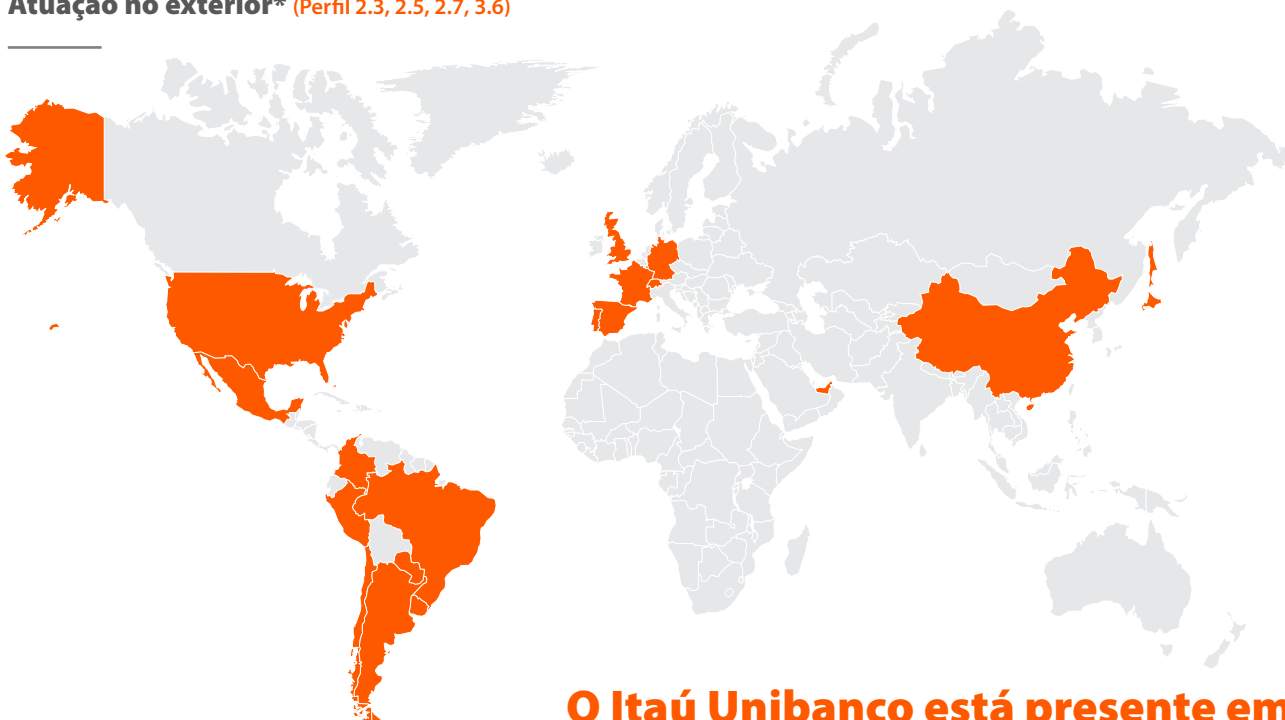 Atuação no exterior* (Perfil 2.3, 2.5, 2.7, 3.6)
O Itaú Unibanco está presente em